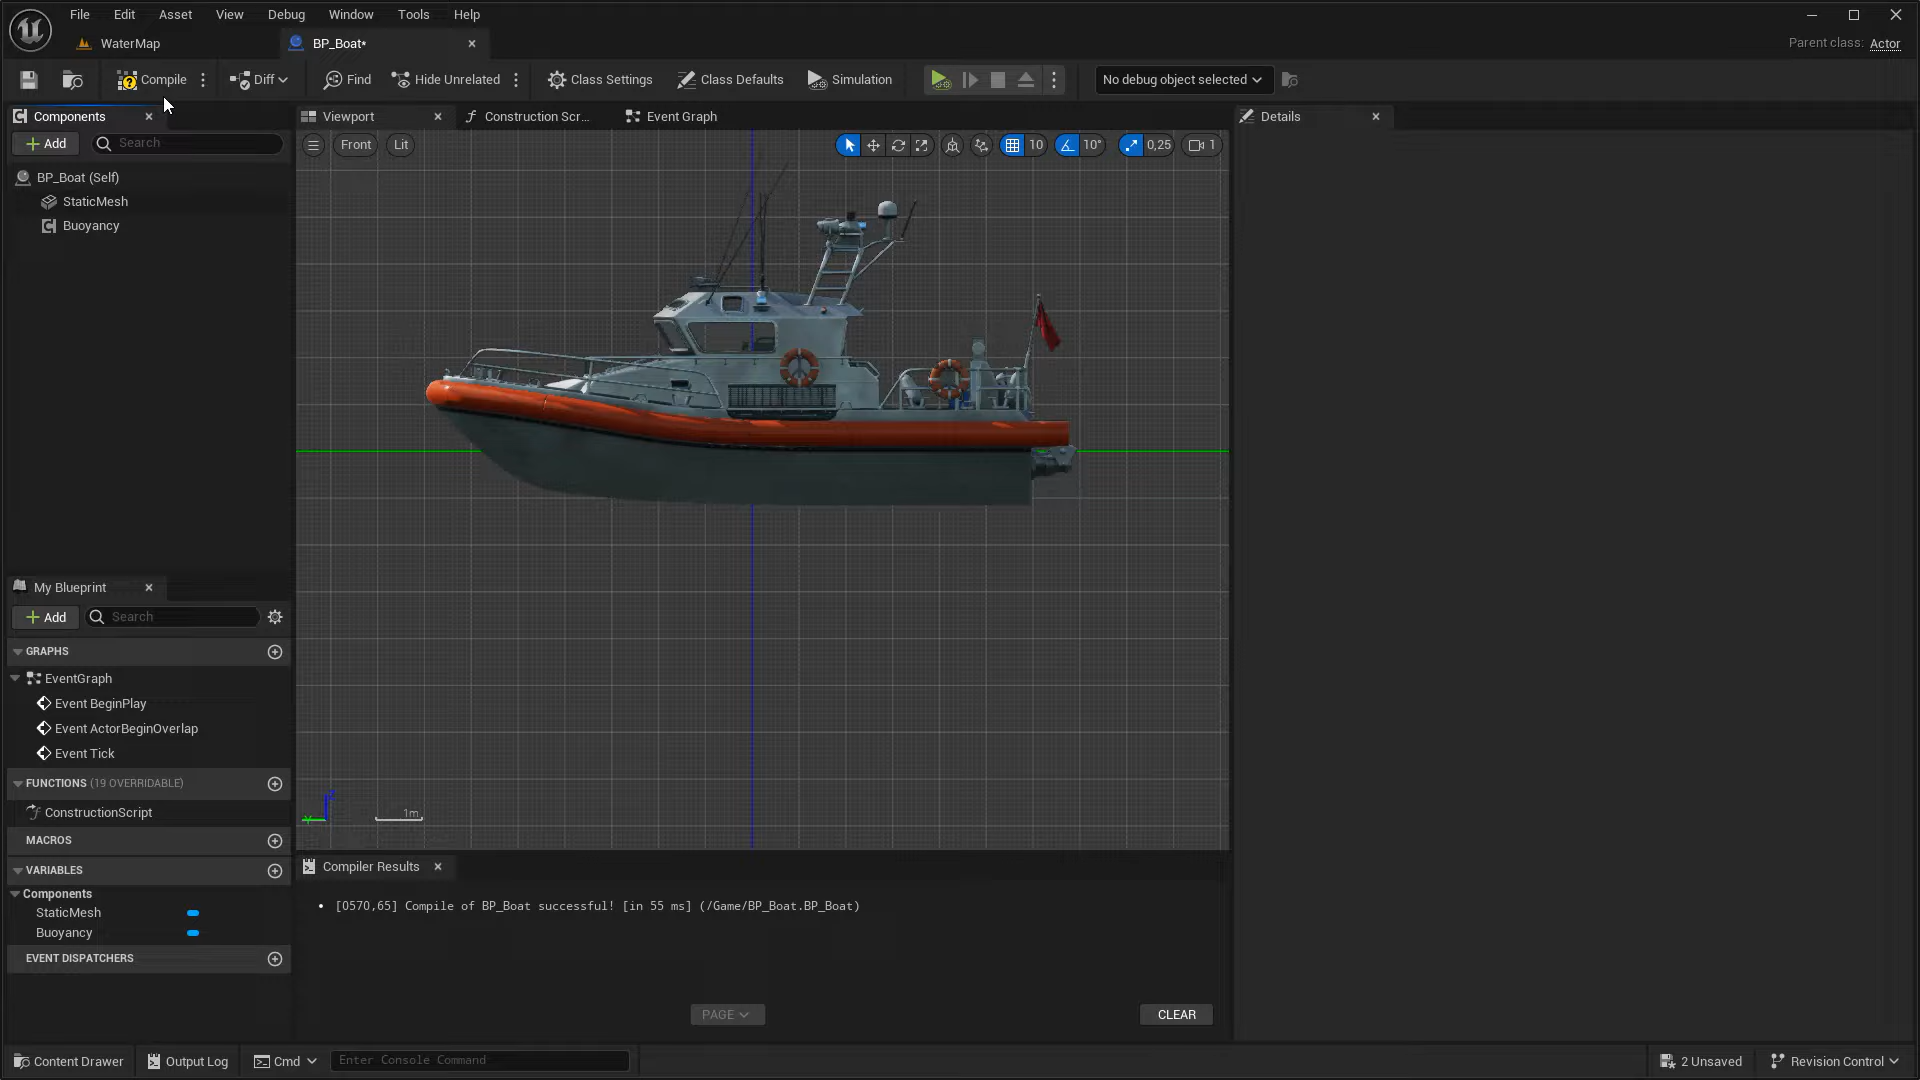 File Edit Asset View Debug Window Tools Help
WaterMap BP_Boat*
Parent class: Actor
Compile Diff Find Hide Unrelated Class Settings Class Defaults Simulation No debug object selected
Components
Add Search
BP_Boat (Self)
StaticMesh
Buoyancy
Viewport Construction Scr... Event Graph
Front Lit 10 10° 0,25 1
1m
Details
My Blueprint
Add Search
GRAPHS
EventGraph
Event BeginPlay
Event ActorBeginOverlap
Event Tick
FUNCTIONS (19 OVERRIDABLE)
ConstructionScript
MACROS
VARIABLES
Components
StaticMesh
Buoyancy
EVENT DISPATCHERS
Compiler Results
• [0570,65] Compile of BP_Boat successful! [in 55 ms] (/Game/BP_Boat.BP_Boat)
PAGE CLEAR
Content Drawer Output Log Cmd Enter Console Command 2 Unsaved Revision Control